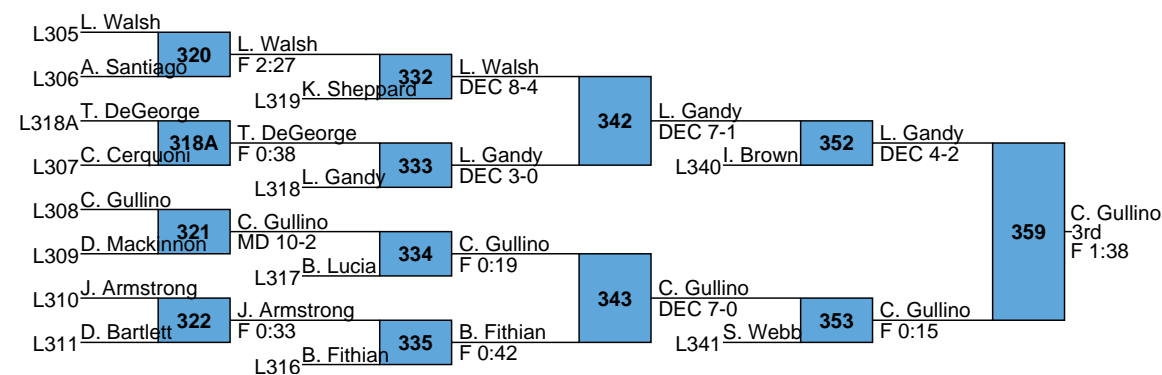 L. Walsh
L305
320
L. Walsh
F 2:27
L306
A. Santiago
332
L. Walsh
DEC 8-4
L319
K. Sheppard
342
L. Gandy
DEC 7-1
L318A
T. DeGeorge
318A
T. DeGeorge
F 0:38
L307
C. Cerquoni
333
L. Gandy
DEC 3-0
L318
L. Gandy
352
L. Gandy
DEC 4-2
L340
I. Brown
L308
C. Gullino
321
C. Gullino
MD 10-2
L309
D. Mackinnon
334
C. Gullino
F 0:19
L317
B. Lucia
359
C. Gullino
3rd
F 1:38
L310
J. Armstrong
322
J. Armstrong
F 0:33
L311
D. Bartlett
335
B. Fithian
F 0:42
L316
B. Fithian
343
C. Gullino
DEC 7-0
353
C. Gullino
F 0:15
L341
S. Webb